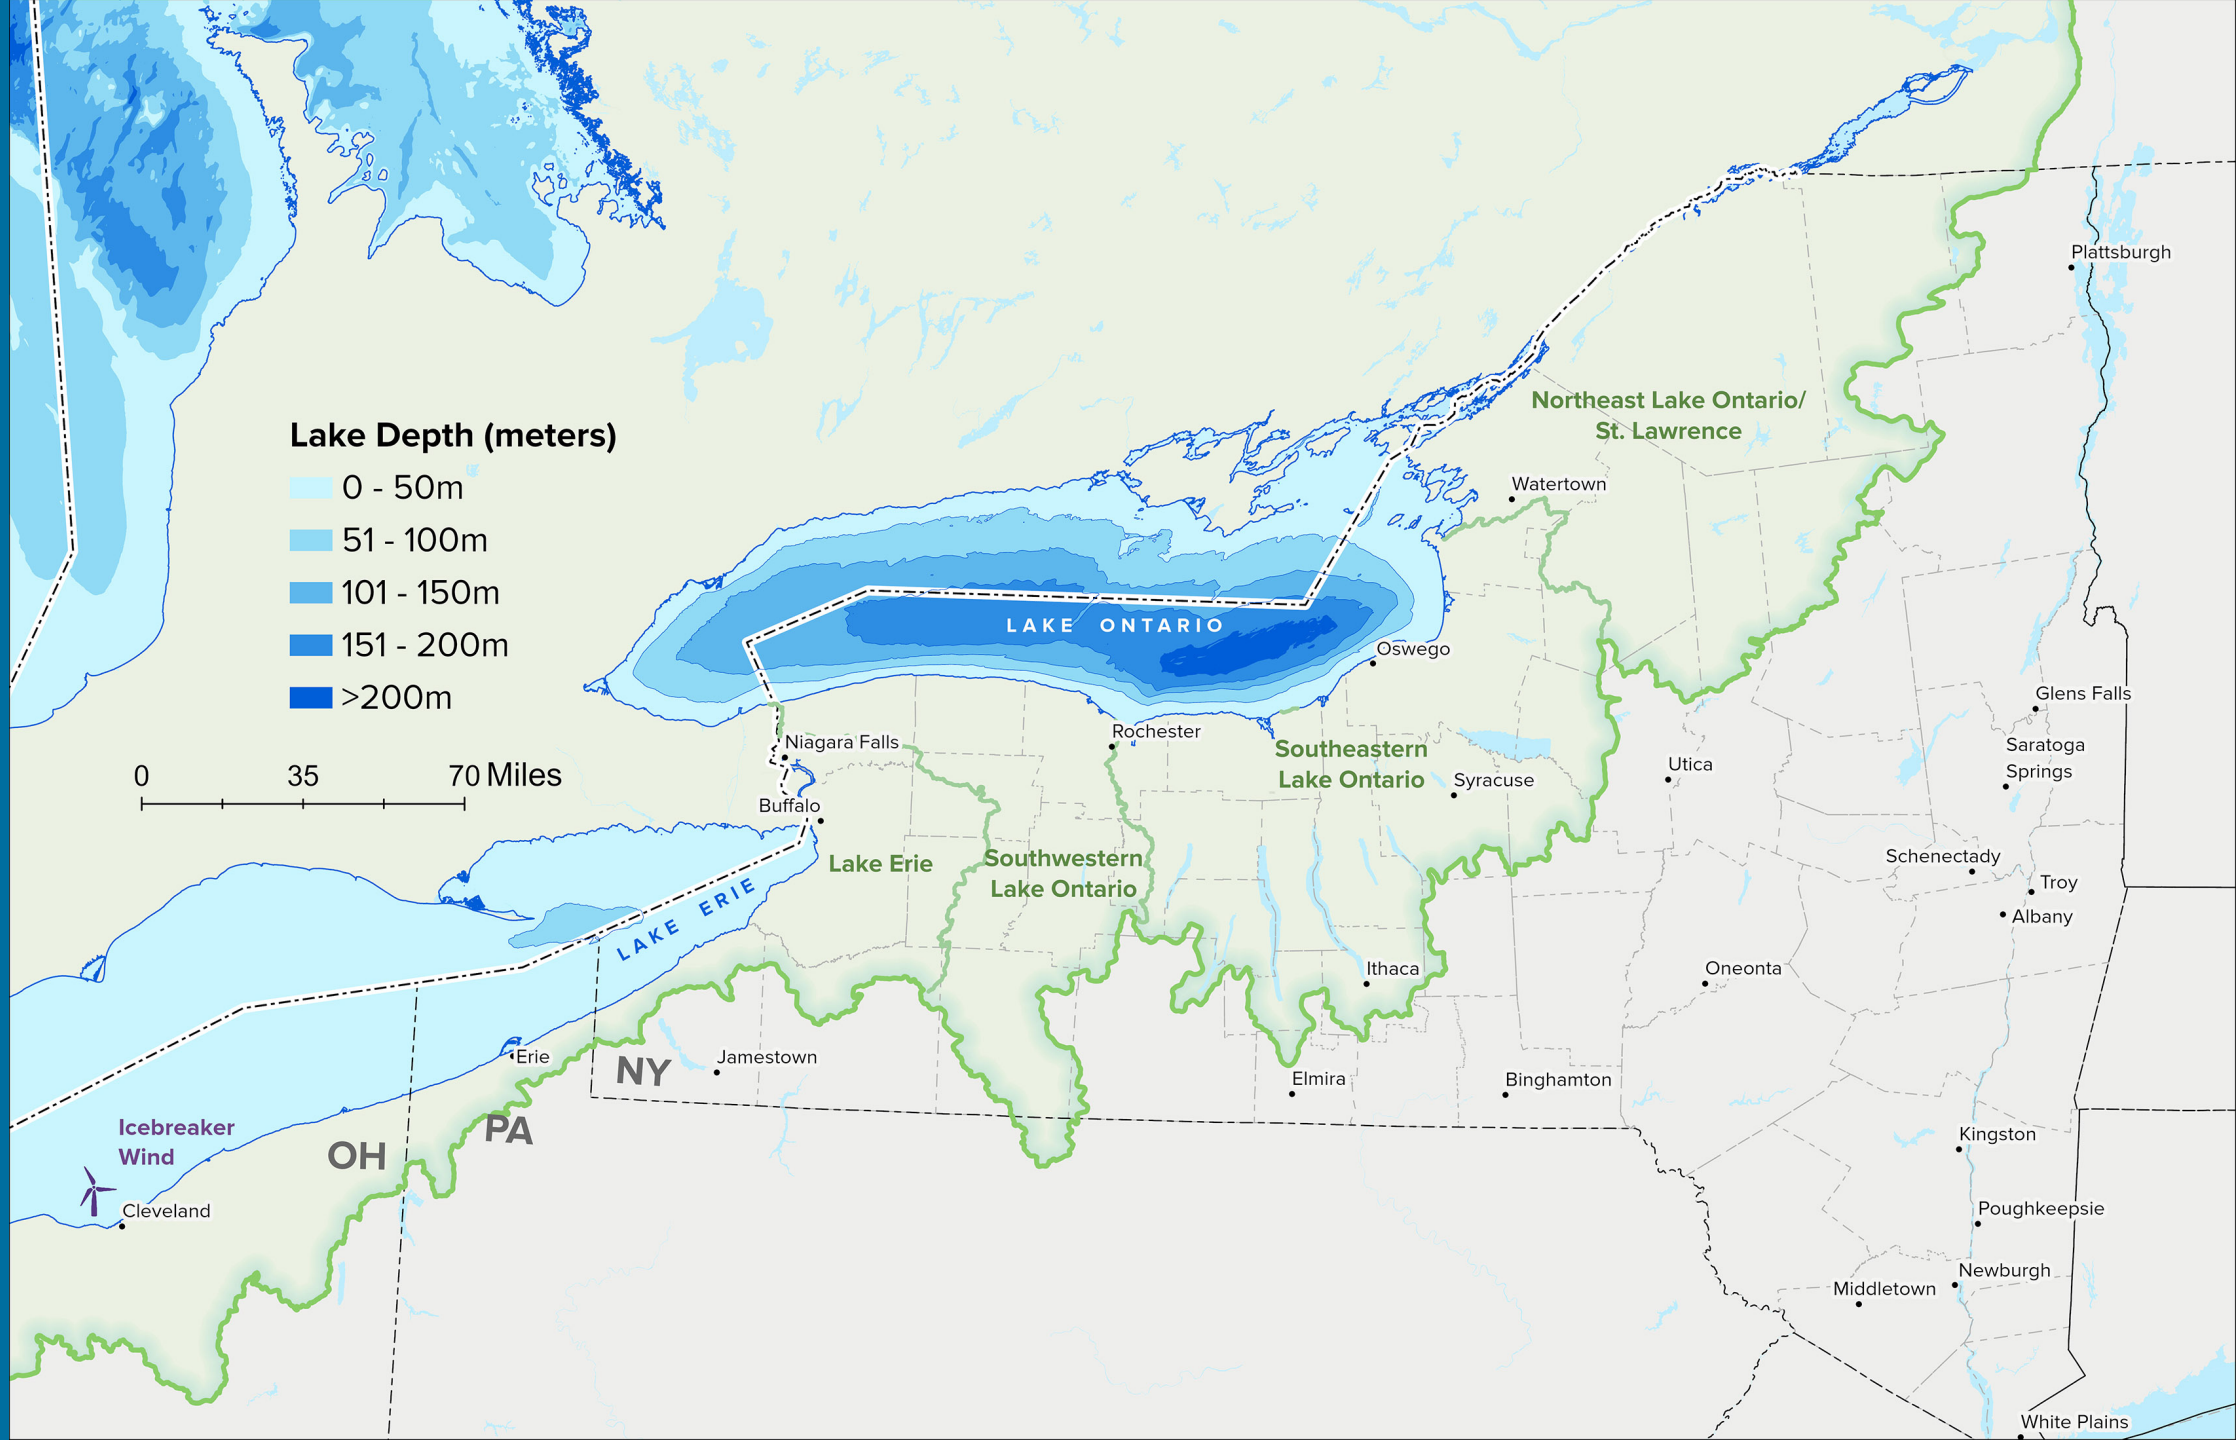 Plattsburgh
Northeast Lake Ontario/
St. Lawrence
Lake Depth (meters)
0 - 50m
51 - 100m
101 - 150m
151 - 200m
>200m
Watertown
LAKE ONTARIO
Oswego
Glens Falls
0 35 70 Miles
Niagara Falls
Rochester
Southeastern
Lake Ontario
Syracuse
Utica
Saratoga
Springs
Buffalo
Lake Erie
Southwestern
Lake Ontario
Schenectady
Troy
Albany
LAKE ERIE
Ithaca
Oneonta
Erie
NY
Jamestown
Elmira
Binghamton
Icebreaker
Wind
OH
PA
Kingston
Cleveland
Poughkeepsie
Newburgh
Middletown
White Plains